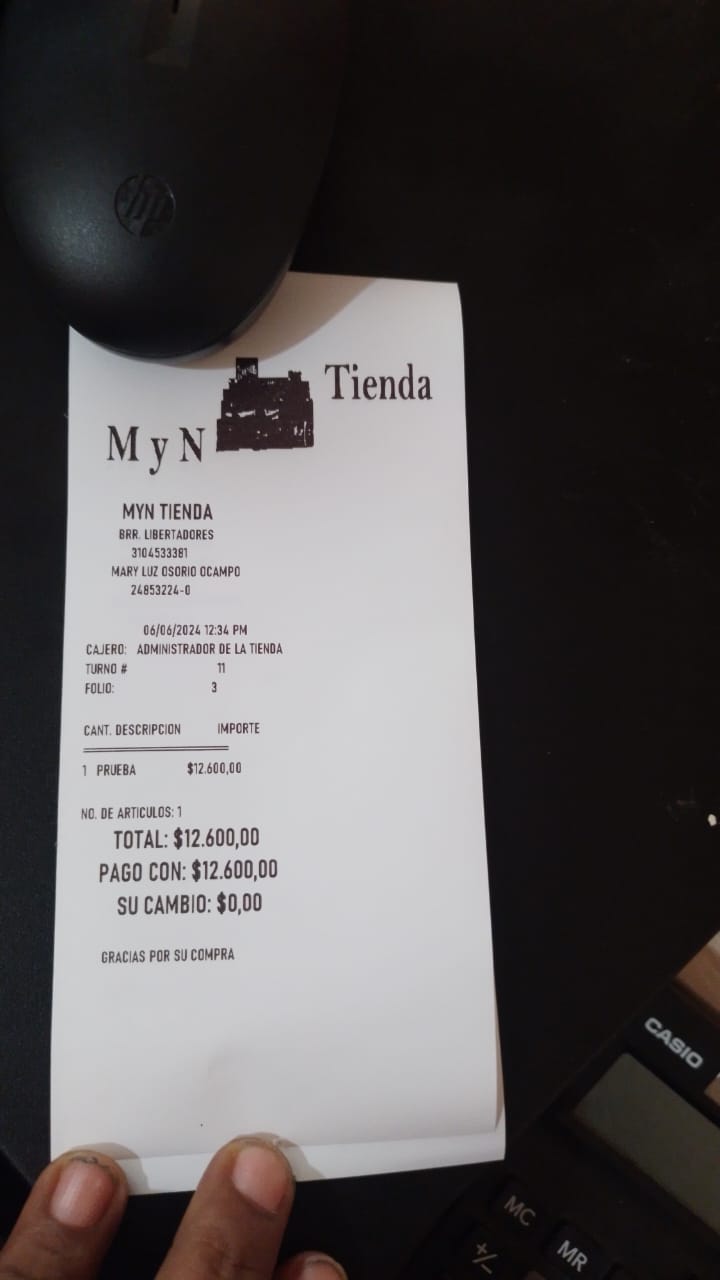 hp
M y N Tienda
MYN TIENDA
BRR. LIBERTADORES
3104533381
MARY LUZ OSORIO OCAMPO
24853224-0
06/06/2024 12:34 PM
CAJERO: ADMINISTRADOR DE LA TIENDA
TURNO # 11
FOLIO: 3
CANT. DESCRIPCION IMPORTE
1 PRUEBA $12.600,00
NO. DE ARTICULOS: 1
TOTAL: $12.600,00
PAGO CON: $12.600,00
SU CAMBIO: $0,00
GRACIAS POR SU COMPRA
CASIO
MC
MR
+/−